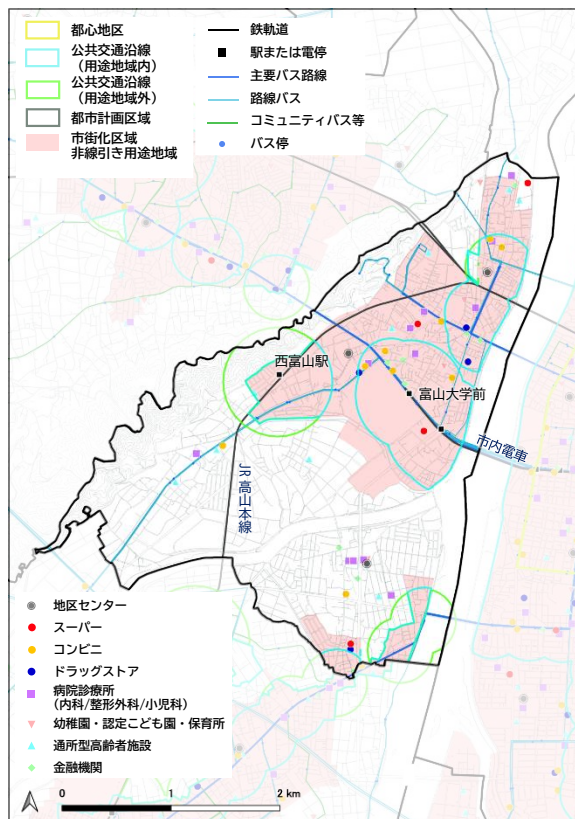 都心地区
公共交通沿線
（用途地域内）
公共交通沿線
（用途地域外）
都市計画区域
市街化区域
非線引き用途地域
鉄軌道
駅または電停
主要バス路線
路線バス
コミュニティバス等
バス停
西富山駅
富山大学前
市内電車
JR高山本線
地区センター
スーパー
コンビニ
ドラッグストア
病院診療所
(内科/整形外科/小児科)
幼稚園・認定こども園・保育所
通所型高齢者施設
金融機関
0 1 2 km